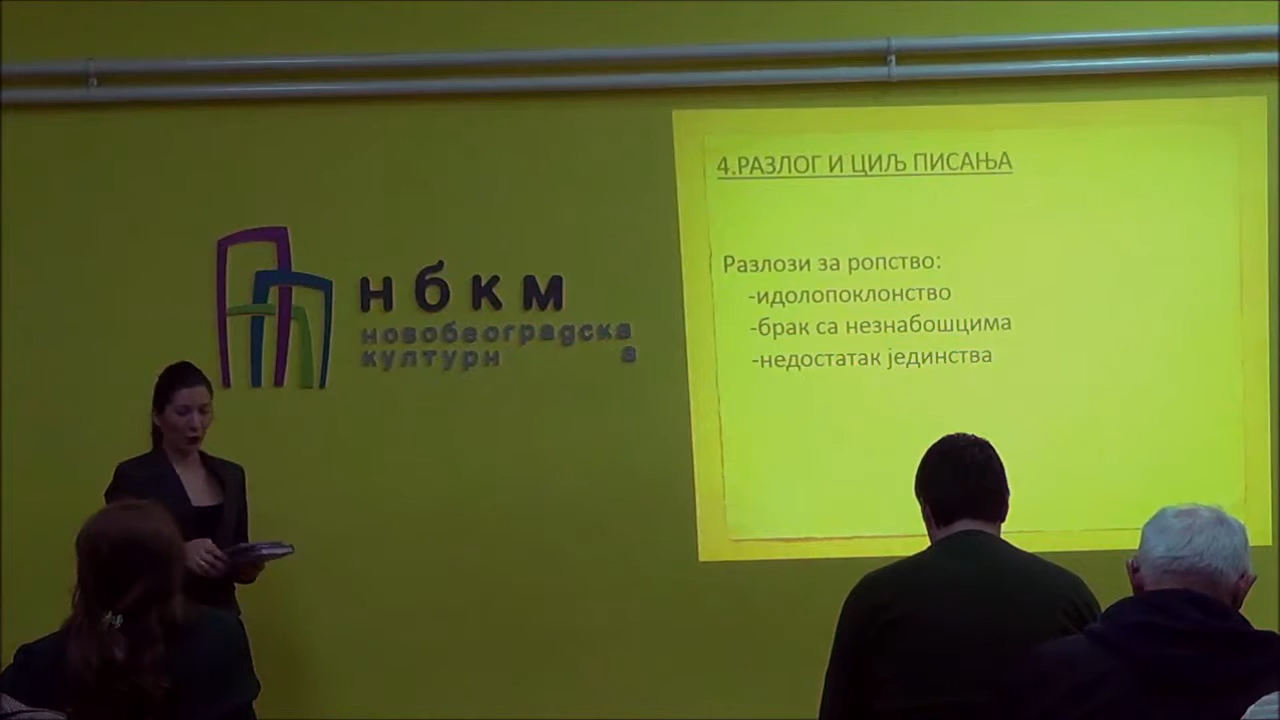 нбкм
новобеоградска
културн а
4.РАЗЛОГ И ЦИЉ ПИСАЊА
Разлози за ропство:
-идолопоклонство
-брак са незнабошцима
-недостатак јединства